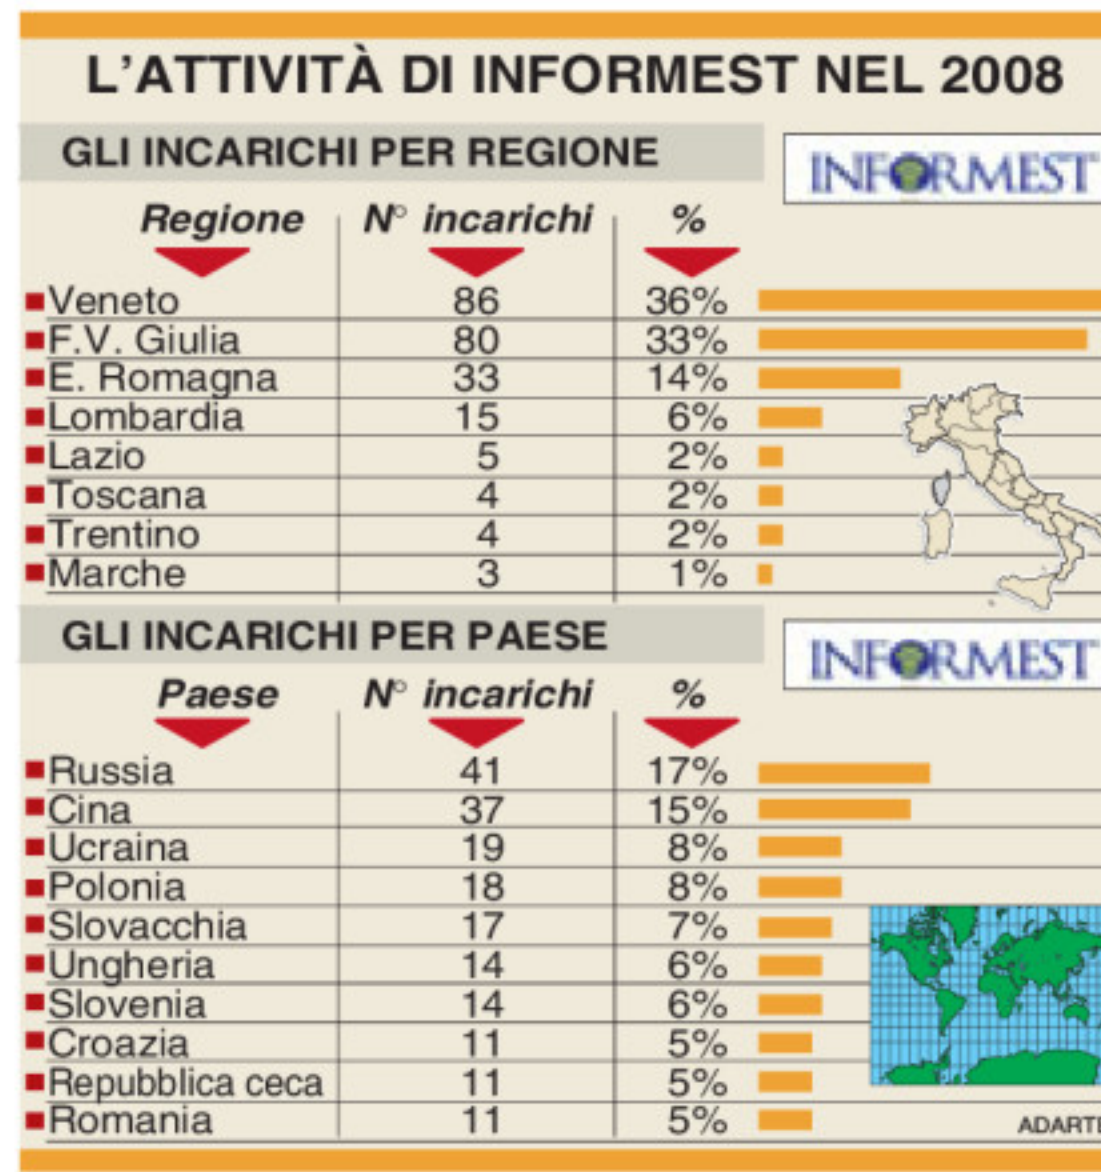 L'ATTIVITÀ DI INFORMEST NEL 2008
GLI INCARICHI PER REGIONE
INFORMEST
Regione N° incarichi %
Veneto 86 36%
F.V. Giulia 80 33%
E. Romagna 33 14%
Lombardia 15 6%
Lazio 5 2%
Toscana 4 2%
Trentino 4 2%
Marche 3 1%
GLI INCARICHI PER PAESE
INFORMEST
Paese N° incarichi %
Russia 41 17%
Cina 37 15%
Ucraina 19 8%
Polonia 18 8%
Slovacchia 17 7%
Ungheria 14 6%
Slovenia 14 6%
Croazia 11 5%
Repubblica ceca 11 5%
Romania 11 5%
ADARTE